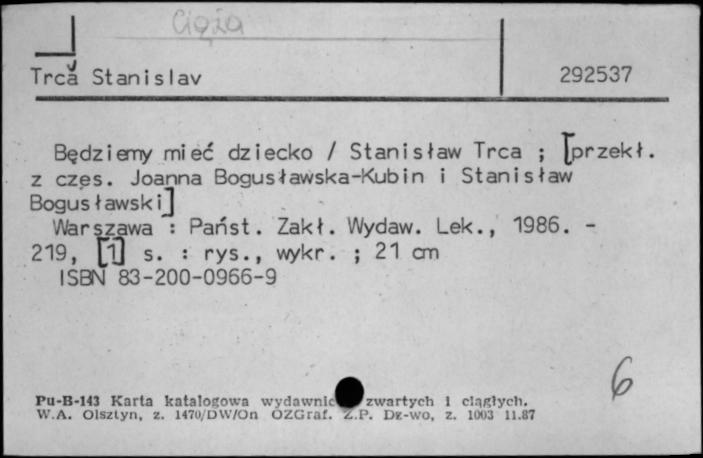 Ciąża
Trča Stanislav 292537
Będziemy mieć dziecko / Stanisław Trca ; [przekł.
z czes. Joanna Bogusławska-Kubin i Stanisław
Bogusławski]
Warszawa : Państ. Zakł. Wydaw. Lek., 1986. -
219, [1] s. : rys., wykr. ; 21 cm
ISBN 83-200-0966-9
6
Pu-B-143 Karta katalogowa wydawnic zwartych i ciągłych.
W.A. Olsztyn, z. 1470/DW/On OZGraf. Z.P. Dz-wo, z. 1003 11.87